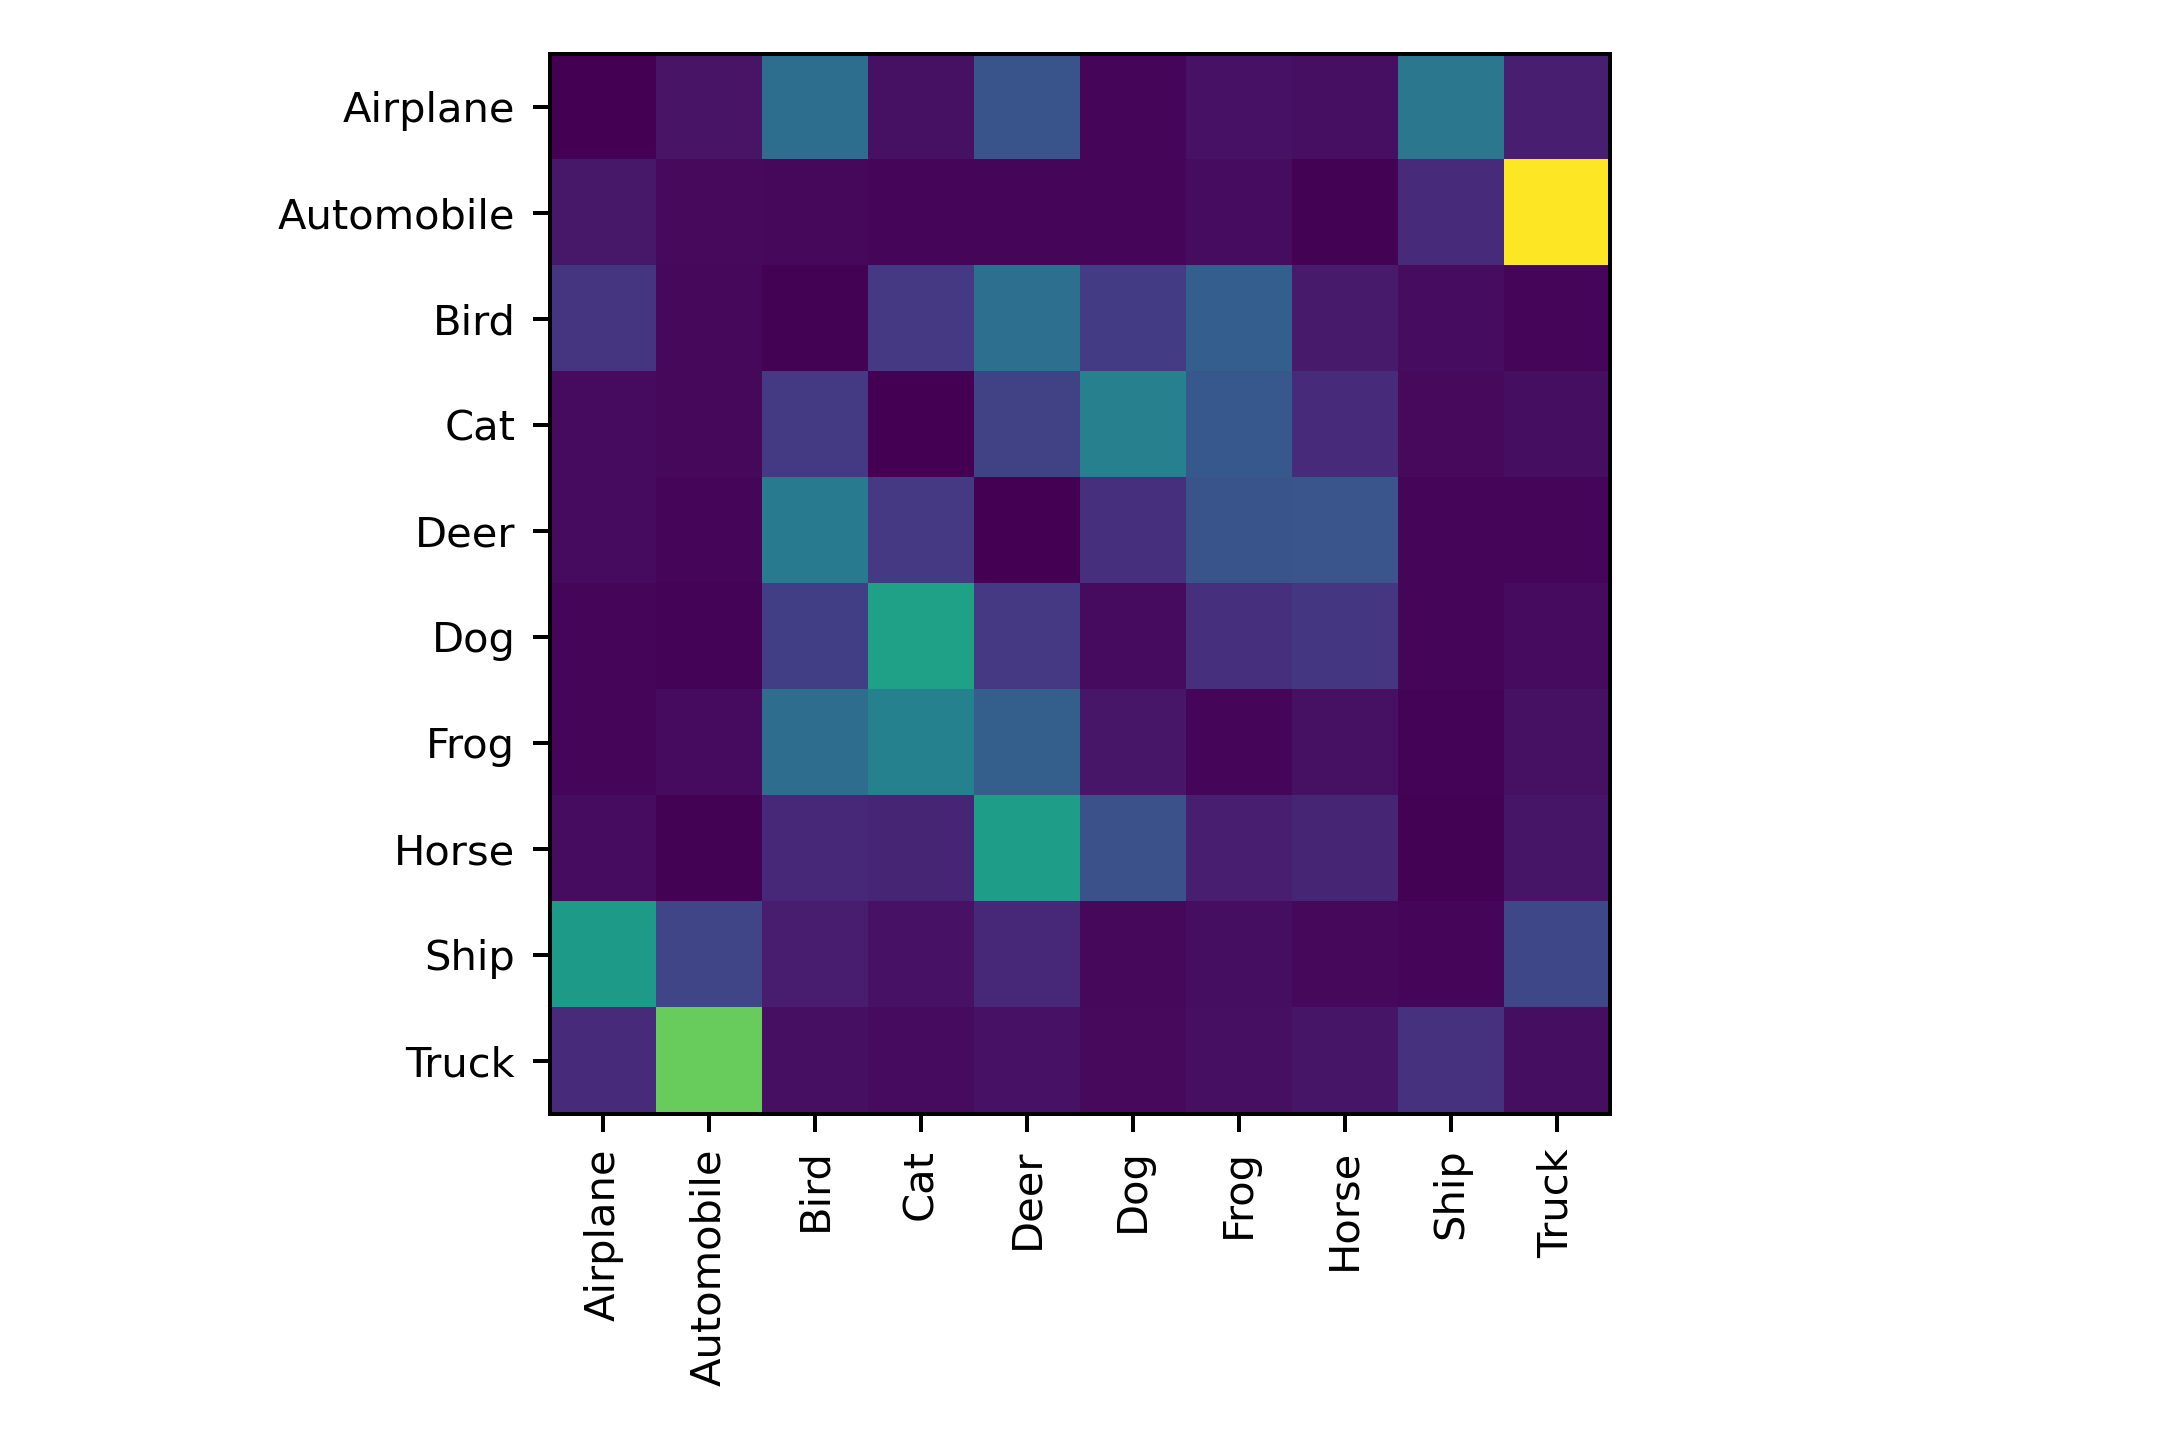 Airplane
Automobile
Bird
Cat
Deer
Dog
Frog
Horse
Ship
Truck
Airplane
Automobile
Bird
Cat
Deer
Dog
Frog
Horse
Ship
Truck